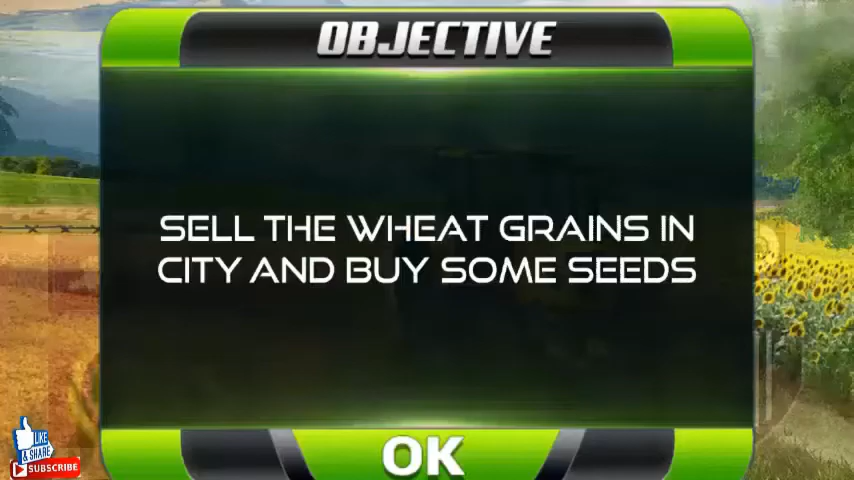 OBJECTIVE
SELL THE WHEAT GRAINS IN
CITY AND BUY SOME SEEDS
OK
LIKE
& SHARE
SUBSCRIBE